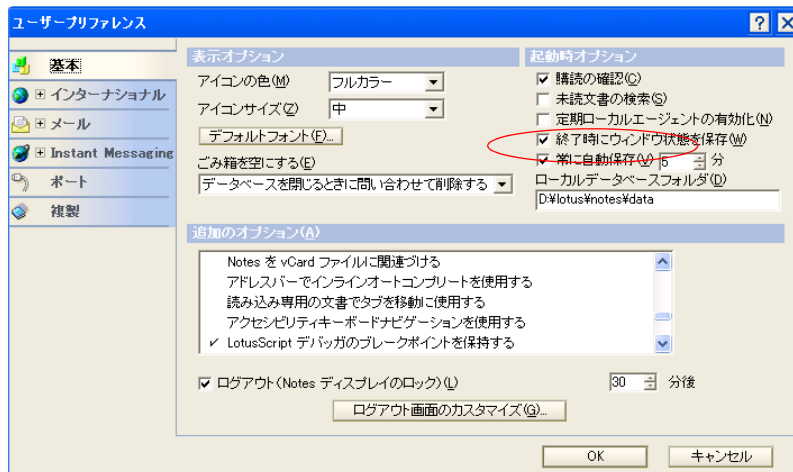 ユーザープリファレンス
基本
インターナショナル
メール
Instant Messaging
ポート
複製
表示オプション
アイコンの色(M) フルカラー
アイコンサイズ(Z) 中
デフォルトフォント(F)...
ごみ箱を空にする(E)
データベースを閉じるときに問い合わせて削除する
起動時オプション
購読の確認(C)
未読文書の検索(S)
定期ローカルエージェントの有効化(N)
終了時にウィンドウ状態を保存(W)
常に自動保存(V) 5 分
ローカルデータベースフォルダ(D)
D:¥lotus¥notes¥data
追加のオプション(A)
Notes を vCard ファイルに関連づける
アドレスバーでインラインオートコンプリートを使用する
読み込み専用の文書でタブを移動に使用する
アクセシビリティキーボードナビゲーションを使用する
✓ LotusScript デバッガのブレークポイントを保持する
ログアウト(Notes ディスプレイのロック)(L) 30 分後
ログアウト画面のカスタマイズ(G)...
OK キャンセル